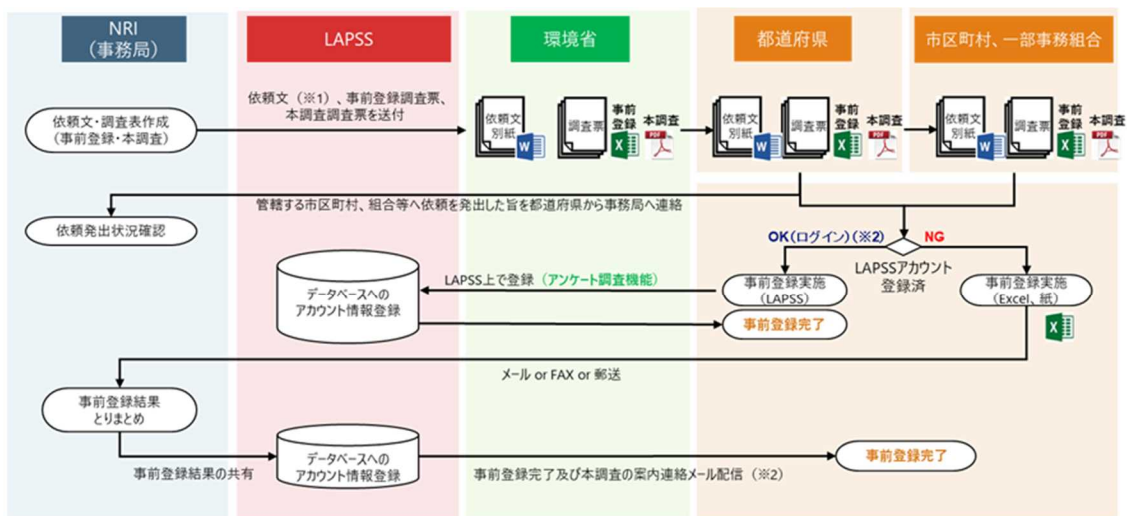 NRI
(事務局)
LAPSS
環境省
都道府県
市区町村、一部事務組合
依頼文・調査表作成
(事前登録・本調査)
依頼文(※1)、事前登録調査票、
本調査調査票を送付
依頼文
別紙
調査票
事前
登録
本調査
依頼文
別紙
調査票
事前
登録
本調査
依頼文
別紙
調査票
事前
登録
本調査
管轄する市区町村、組合等へ依頼を発出した旨を都道府県から事務局へ連絡
依頼発出状況確認
OK(ログイン)(※2)
NG
LAPSSアカウント
登録済
データベースへの
アカウント情報登録
LAPSS上で登録(アンケート調査機能)
事前登録実施
(LAPSS)
事前登録実施
(Excel、紙)
事前登録完了
メール or FAX or 郵送
事前登録結果
とりまとめ
事前登録結果の共有
データベースへの
アカウント情報登録
事前登録完了及び本調査の案内連絡メール配信(※2)
事前登録完了